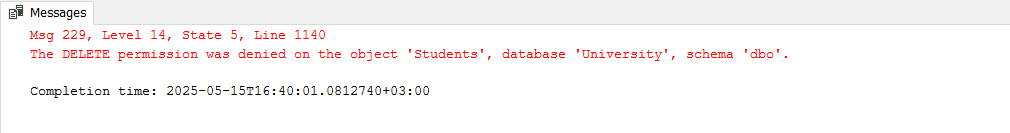 Messages
Msg 229, Level 14, State 5, Line 1140
The DELETE permission was denied on the object 'Students', database 'University', schema 'dbo'.
Completion time: 2025-05-15T16:40:01.0812740+03:00